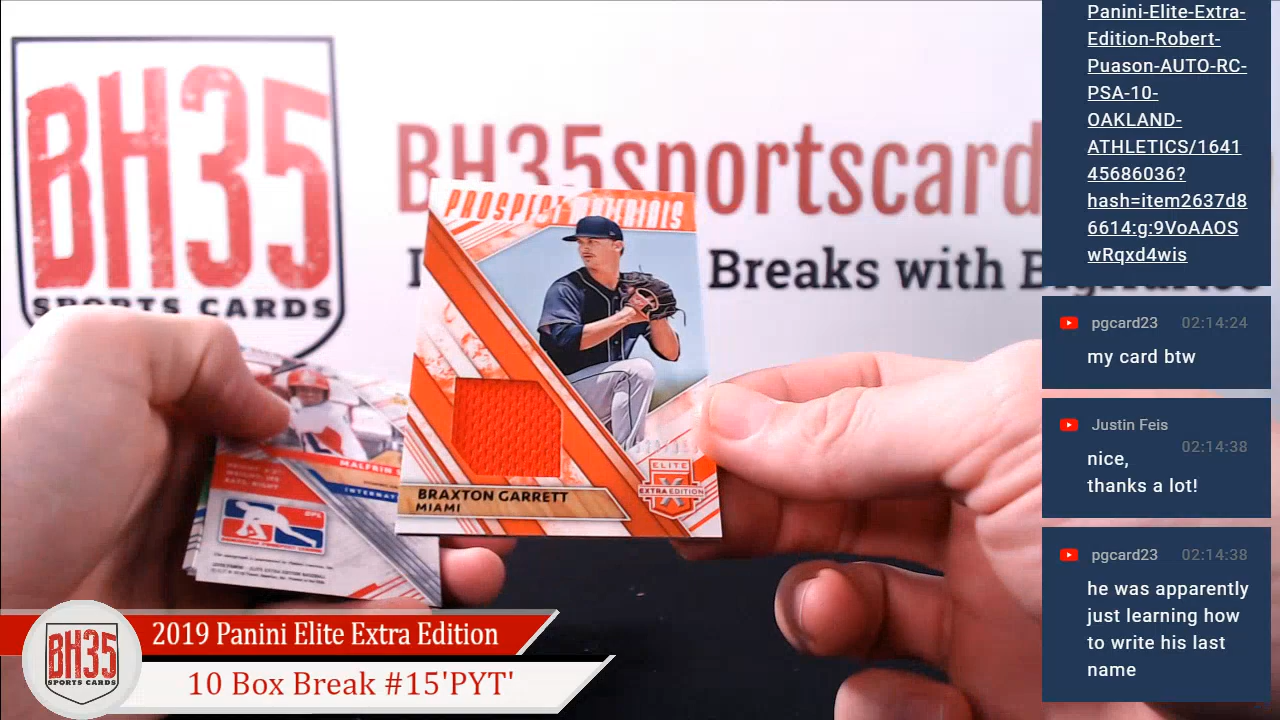 BH35
SPORTS CARDS
BH35sportscard
Breaks with
PROSPECT MATERIALS
BRAXTON GARRETT
MIAMI
ELITE
X
EXTRA EDITION
MALFRIN
INTERNAT
DPL
BH35
SPORTS CARDS
2019 Panini Elite Extra Edition
10 Box Break #15'PYT'
Panini-Elite-Extra-
Edition-Robert-
Puason-AUTO-RC-
PSA-10-
OAKLAND-
ATHLETICS/1641
45686036?
hash=item2637d8
6614:g:9VoAAOS
wRqxd4wis
pgcard23 02:14:24
my card btw
Justin Feis
02:14:38
nice,
thanks a lot!
pgcard23 02:14:38
he was apparently
just learning how
to write his last
name